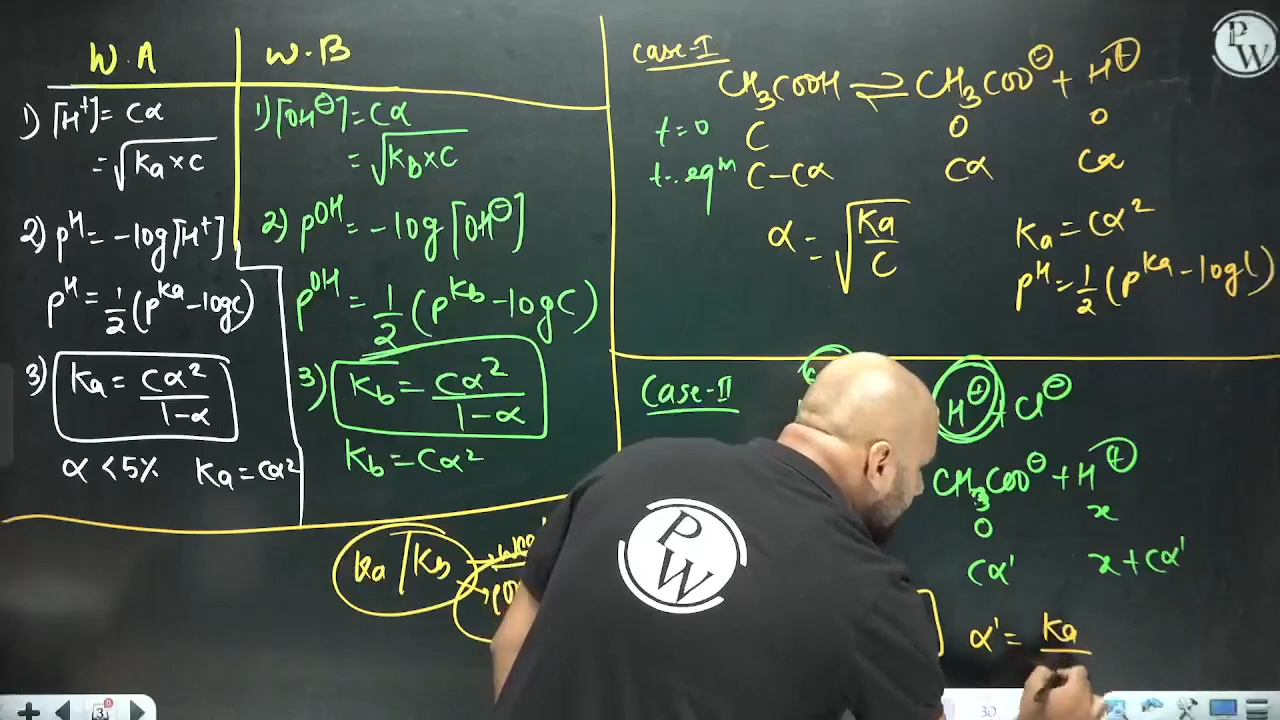 W.A
1) [H⁺] = Cα
= √Ka×C
2) pᴴ = -log[H⁺]
pᴴ = 1/2 (pᴷᵃ - logC)
3) Ka = Cα²/1-α
α < 5% Ka = Cα²
W.B
1) [OH⊖] = Cα
= √Kb×C
2) pᴼᴴ = -log[OH⊖]
pᴼᴴ = 1/2 (pᴷᵇ - logC)
3) Kb = Cα²/1-α
Kb = Cα²
Ka/Kb
Case-I
CH₃COOH ⇌ CH₃COO⊖ + H⊕
t=0 C 0 0
t=eqᵐ C-Cα Cα Cα
α = √Ka/C
Ka = Cα²
pᴴ = 1/2 (pᴷᵃ - logC)
Case-II
H⊕ + Cl⊖
CH₃COO⊖ + H⊕
0 x
Cα' x+Cα'
α' = Ka
PW
PW
30